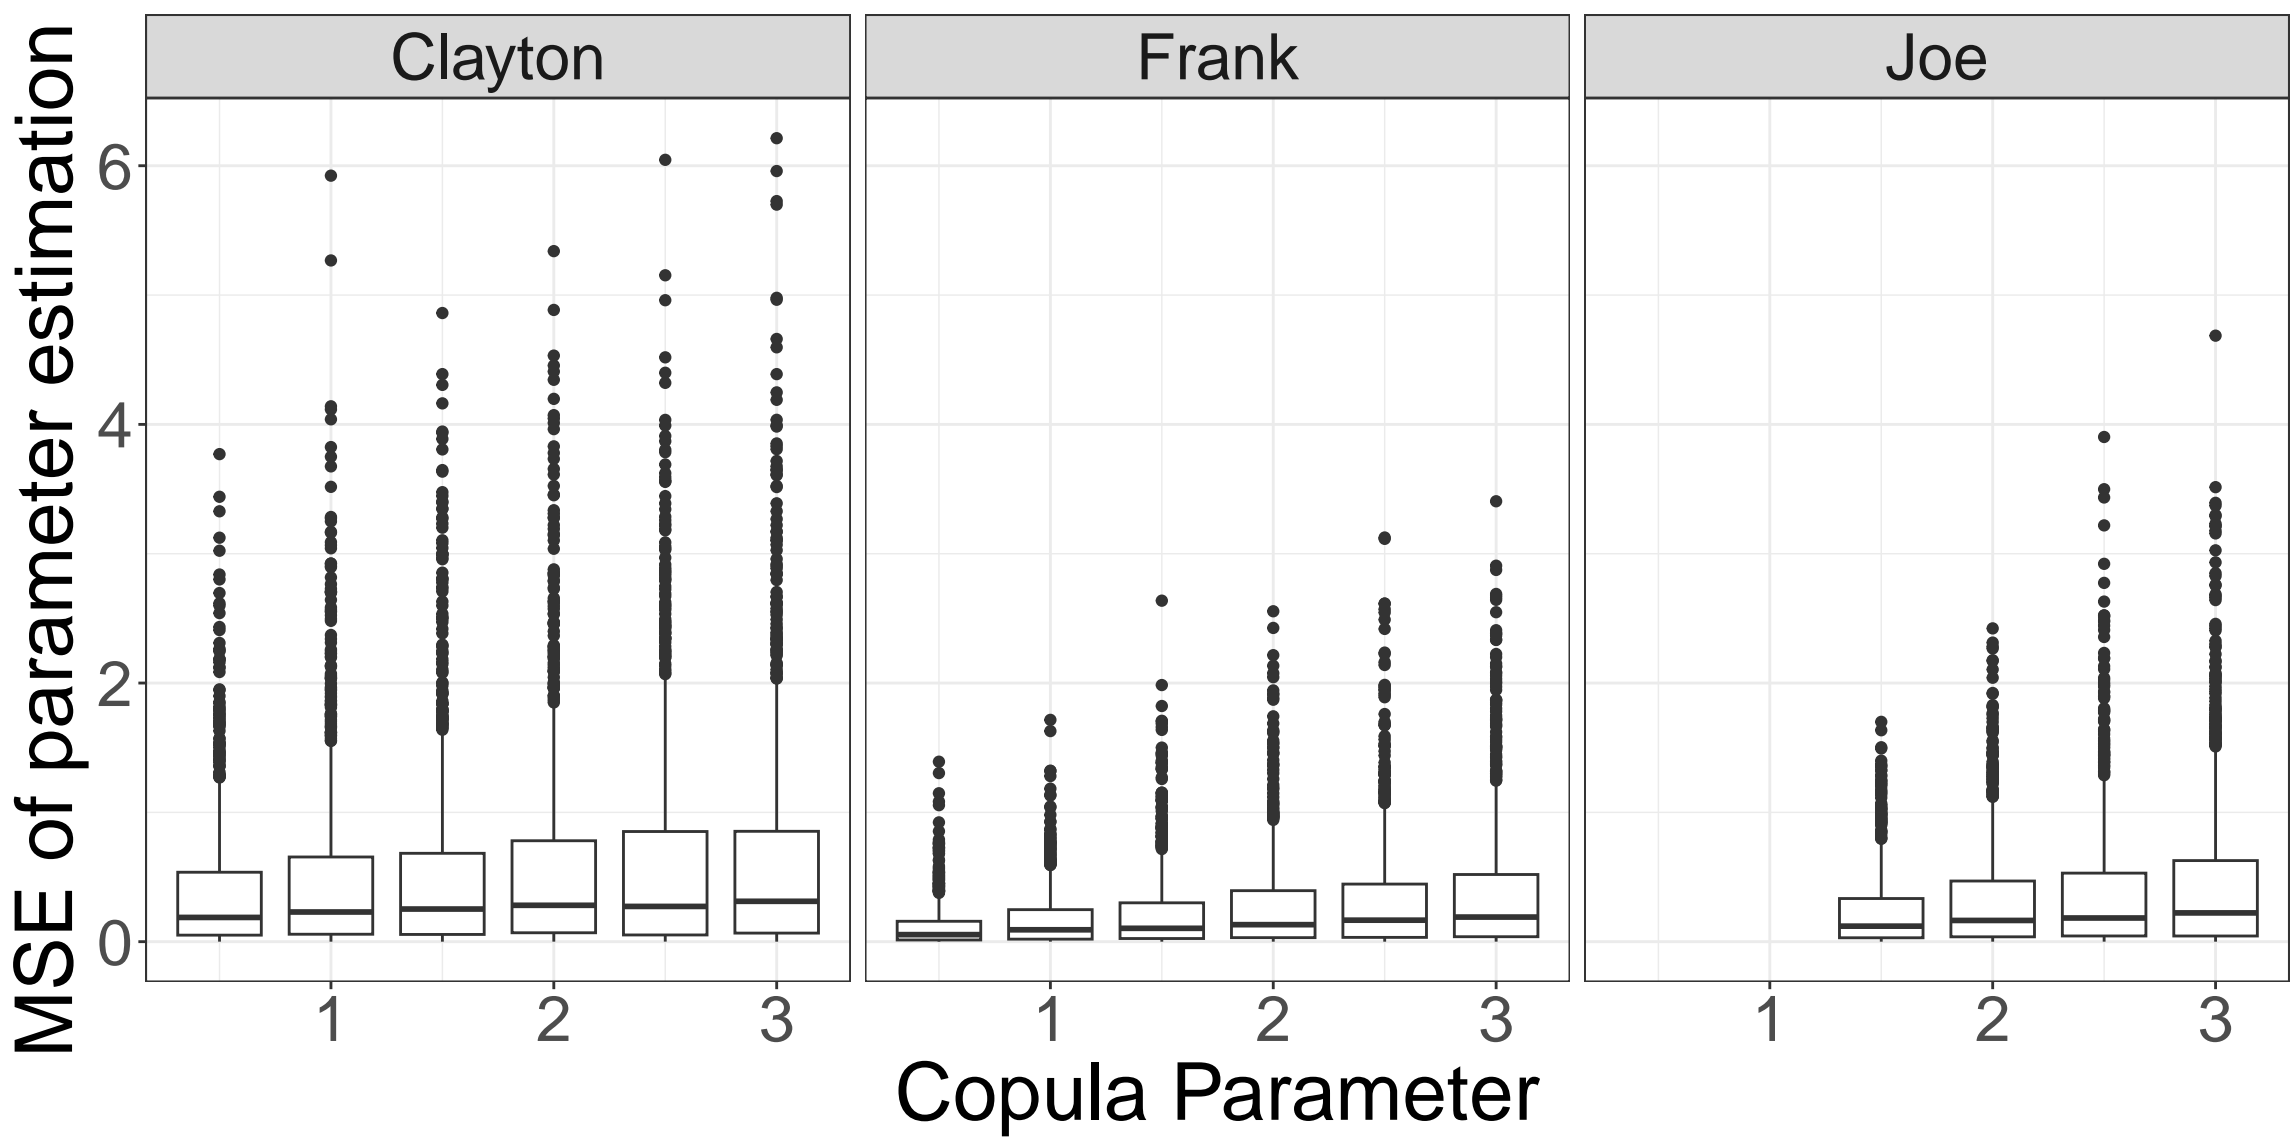 MSE of parameter estimation
Clayton
Frank
Joe
6
4
2
0
1 2 3
1 2 3
1 2 3
Copula Parameter